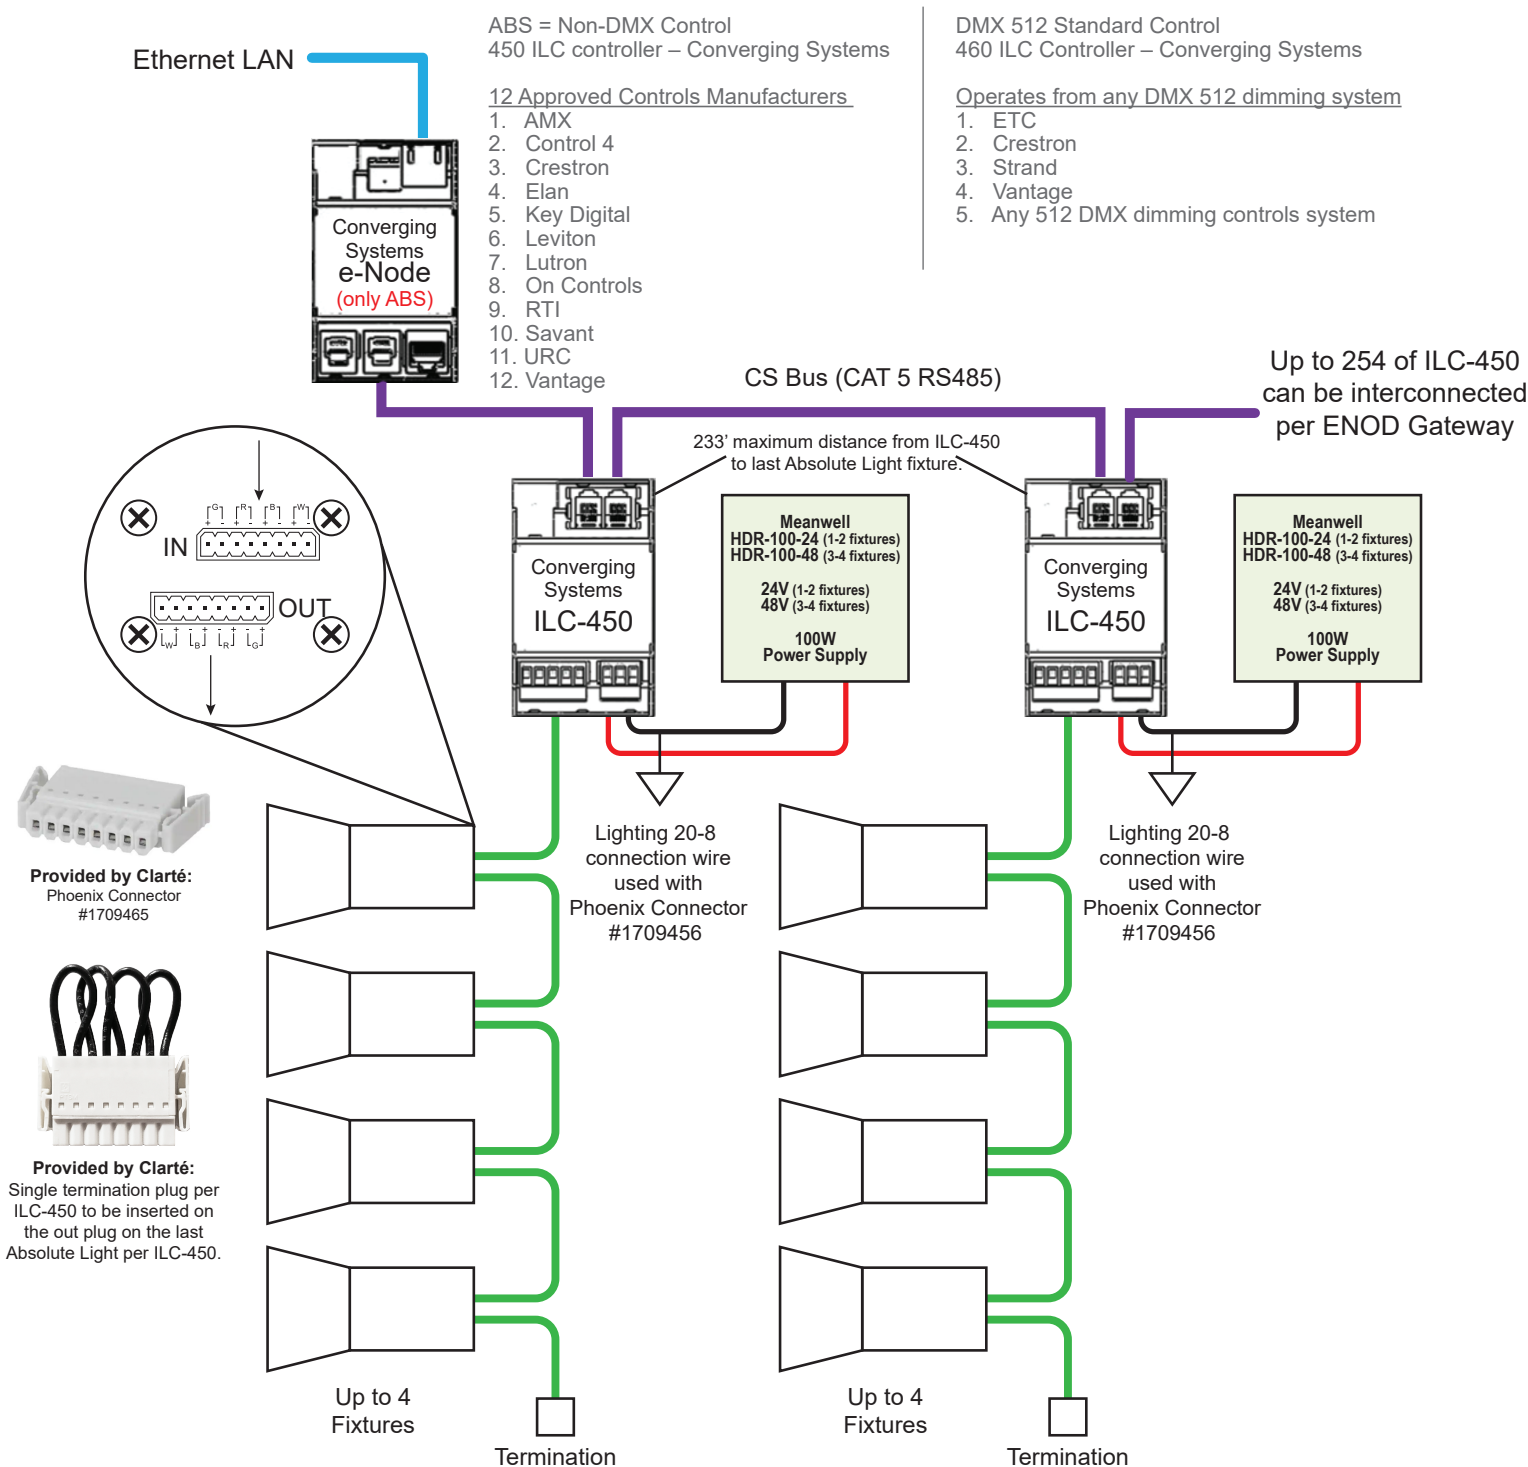 Ethernet LAN
ABS = Non-DMX Control
450 ILC controller – Converging Systems
12 Approved Controls Manufacturers
1. AMX
2. Control 4
3. Crestron
4. Elan
5. Key Digital
6. Leviton
7. Lutron
8. On Controls
9. RTI
10. Savant
11. URC
12. Vantage
DMX 512 Standard Control
460 ILC Controller – Converging Systems
Operates from any DMX 512 dimming system
1. ETC
2. Crestron
3. Strand
4. Vantage
5. Any 512 DMX dimming controls system
Converging
Systems
e-Node
(only ABS)
CS Bus (CAT 5 RS485)
Up to 254 of ILC-450
can be interconnected
per ENOD Gateway
233' maximum distance from ILC-450
to last Absolute Light fixture.
G R B W
+ - + - + - + -
IN
OUT
- + - + - + - +
W B R G
Converging
Systems
ILC-450
Meanwell
HDR-100-24 (1-2 fixtures)
HDR-100-48 (3-4 fixtures)
24V (1-2 fixtures)
48V (3-4 fixtures)
100W
Power Supply
Converging
Systems
ILC-450
Meanwell
HDR-100-24 (1-2 fixtures)
HDR-100-48 (3-4 fixtures)
24V (1-2 fixtures)
48V (3-4 fixtures)
100W
Power Supply
Provided by Clarté:
Phoenix Connector
#1709465
Lighting 20-8
connection wire
used with
Phoenix Connector
#1709456
Lighting 20-8
connection wire
used with
Phoenix Connector
#1709456
Provided by Clarté:
Single termination plug per
ILC-450 to be inserted on
the out plug on the last
Absolute Light per ILC-450.
Up to 4
Fixtures
Termination
Up to 4
Fixtures
Termination